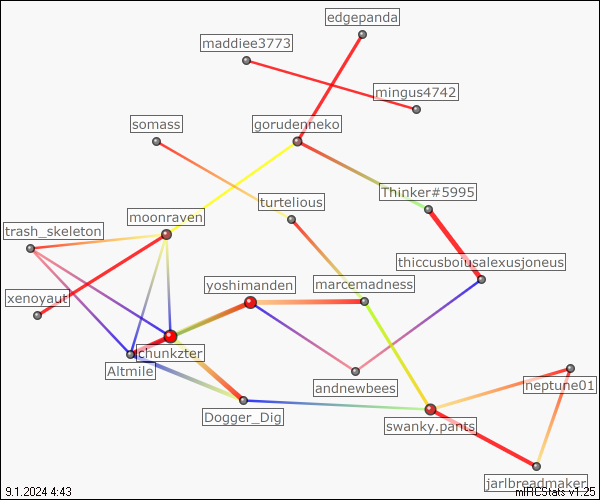 edgepanda
maddiee3773
mingus4742
somass
gorudenneko
Thinker#5995
turtelious
moonraven
trash_skeleton
thiccusboiusalexusjoneus
yoshimanden
marcemadness
xenoyaut
chunkzter
Altmile
andnewbees
neptune01
Dogger_Dig
swanky.pants
jarlbreadmaker
9.1.2024 4:43
mIRCStats v1.25